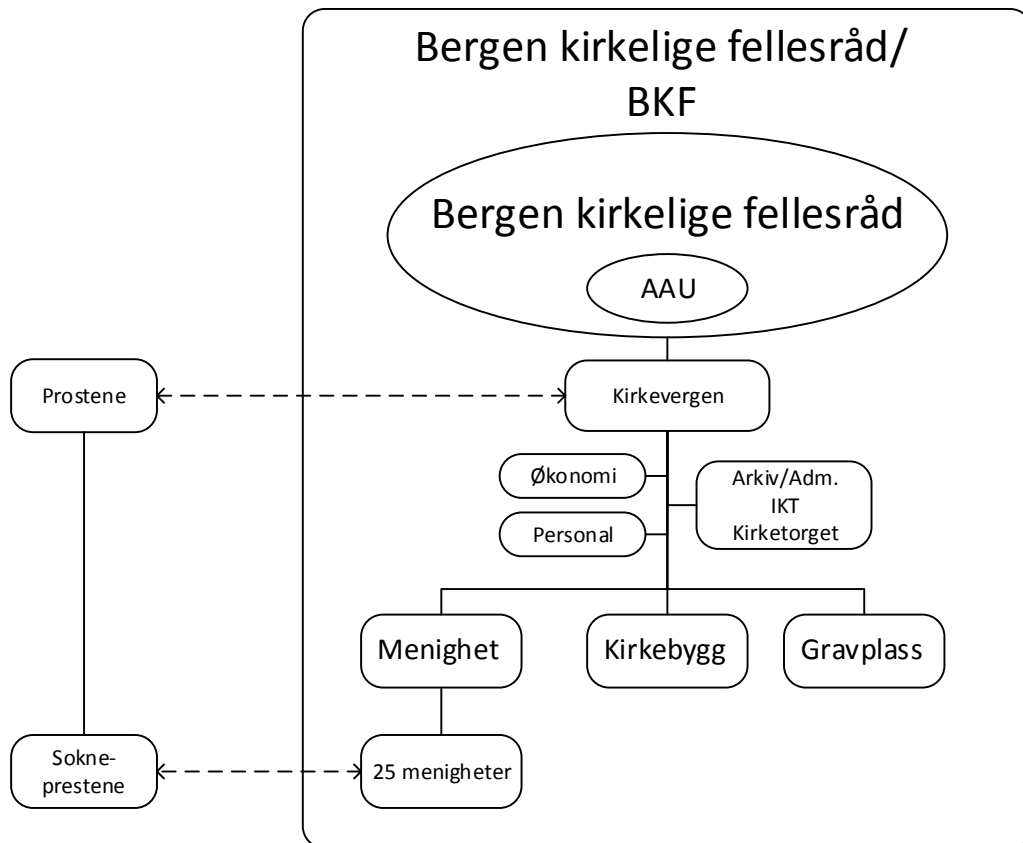 Bergen kirkelige fellesråd/
BKF
Bergen kirkelige fellesråd
AAU
Prostene
Kirkevergen
Økonomi
Arkiv/Adm.
IKT
Kirketorget
Personal
Menighet
Kirkebygg
Gravplass
Sokne-
prestene
25 menigheter